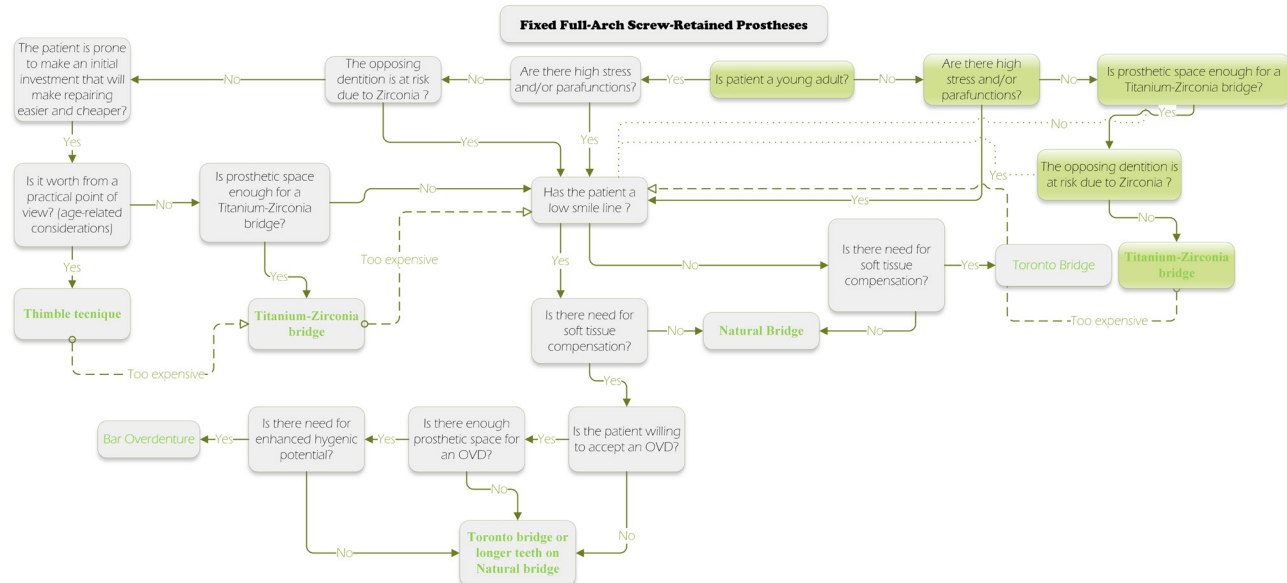 Fixed Full-Arch Screw-Retained Prostheses
The patient is prone
to make an initial
investment that will
make repairing
easier and cheaper?
No
The opposing
dentition is at risk
due to Zirconia ?
No
Are there high stress
and/or parafunctions?
Yes
Is patient a young adult?
No
Are there high
stress and/or
parafunctions?
No
Is prosthetic space enough for a
Titanium-Zirconia bridge?
Yes
Yes
Yes
No
Yes
Yes
Is it worth from a
practical point of
view? (age-related
considerations)
No
Is prosthetic space
enough for a
Titanium-Zirconia
bridge?
No
Has the patient a
low smile line ?
Yes
Yes
The opposing dentition is
at risk due to Zirconia ?
No
Yes
Yes
Too expensive
Yes
No
Is there need for
soft tissue
compensation?
Yes
Toronto Bridge
Titanium-Zirconia
bridge
Thimble tecnique
Titanium-Zirconia
bridge
Is there need for
soft tissue
compensation?
No
Natural Bridge
No
Too expensive
Too expensive
Yes
Bar Overdenture
Yes
Is there need for
enhanced hygenic
potential?
Yes
Is there enough
prosthetic space for
an OVD?
Yes
Is the patient willing
to accept an OVD?
No
No
No
Toronto bridge or
longer teeth on
Natural bridge